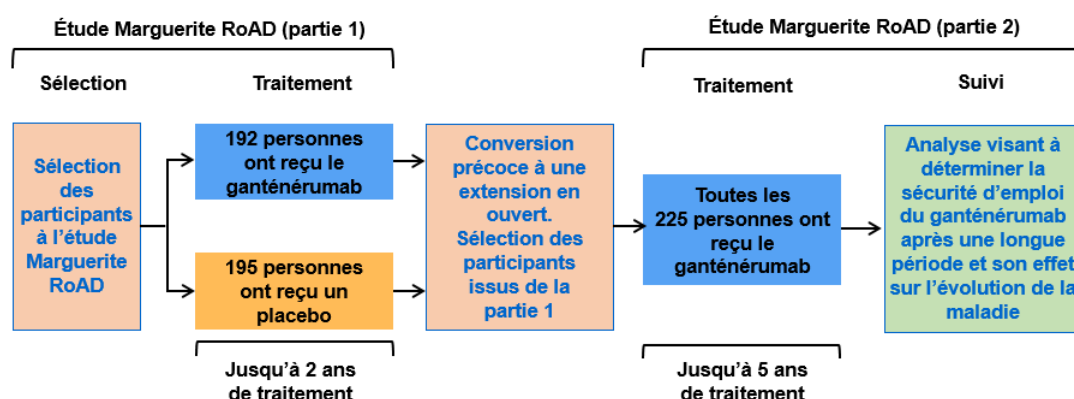 Étude Marguerite RoAD (partie 1)
Étude Marguerite RoAD (partie 2)
Sélection
Traitement
Traitement
Suivi
Sélection
des
participants
à l’étude
Marguerite
RoAD
192 personnes
ont reçu le
ganténérumab
195 personnes
ont reçu un
placebo
Conversion
précoce à une
extension en
ouvert.
Sélection des
participants
issus de la
partie 1
Toutes les
225 personnes ont
reçu le
ganténérumab
Analyse visant à
déterminer la
sécurité d’emploi
du ganténérumab
après une longue
période et son effet
sur l’évolution de la
maladie
Jusqu’à 2 ans
de traitement
Jusqu’à 5 ans
de traitement